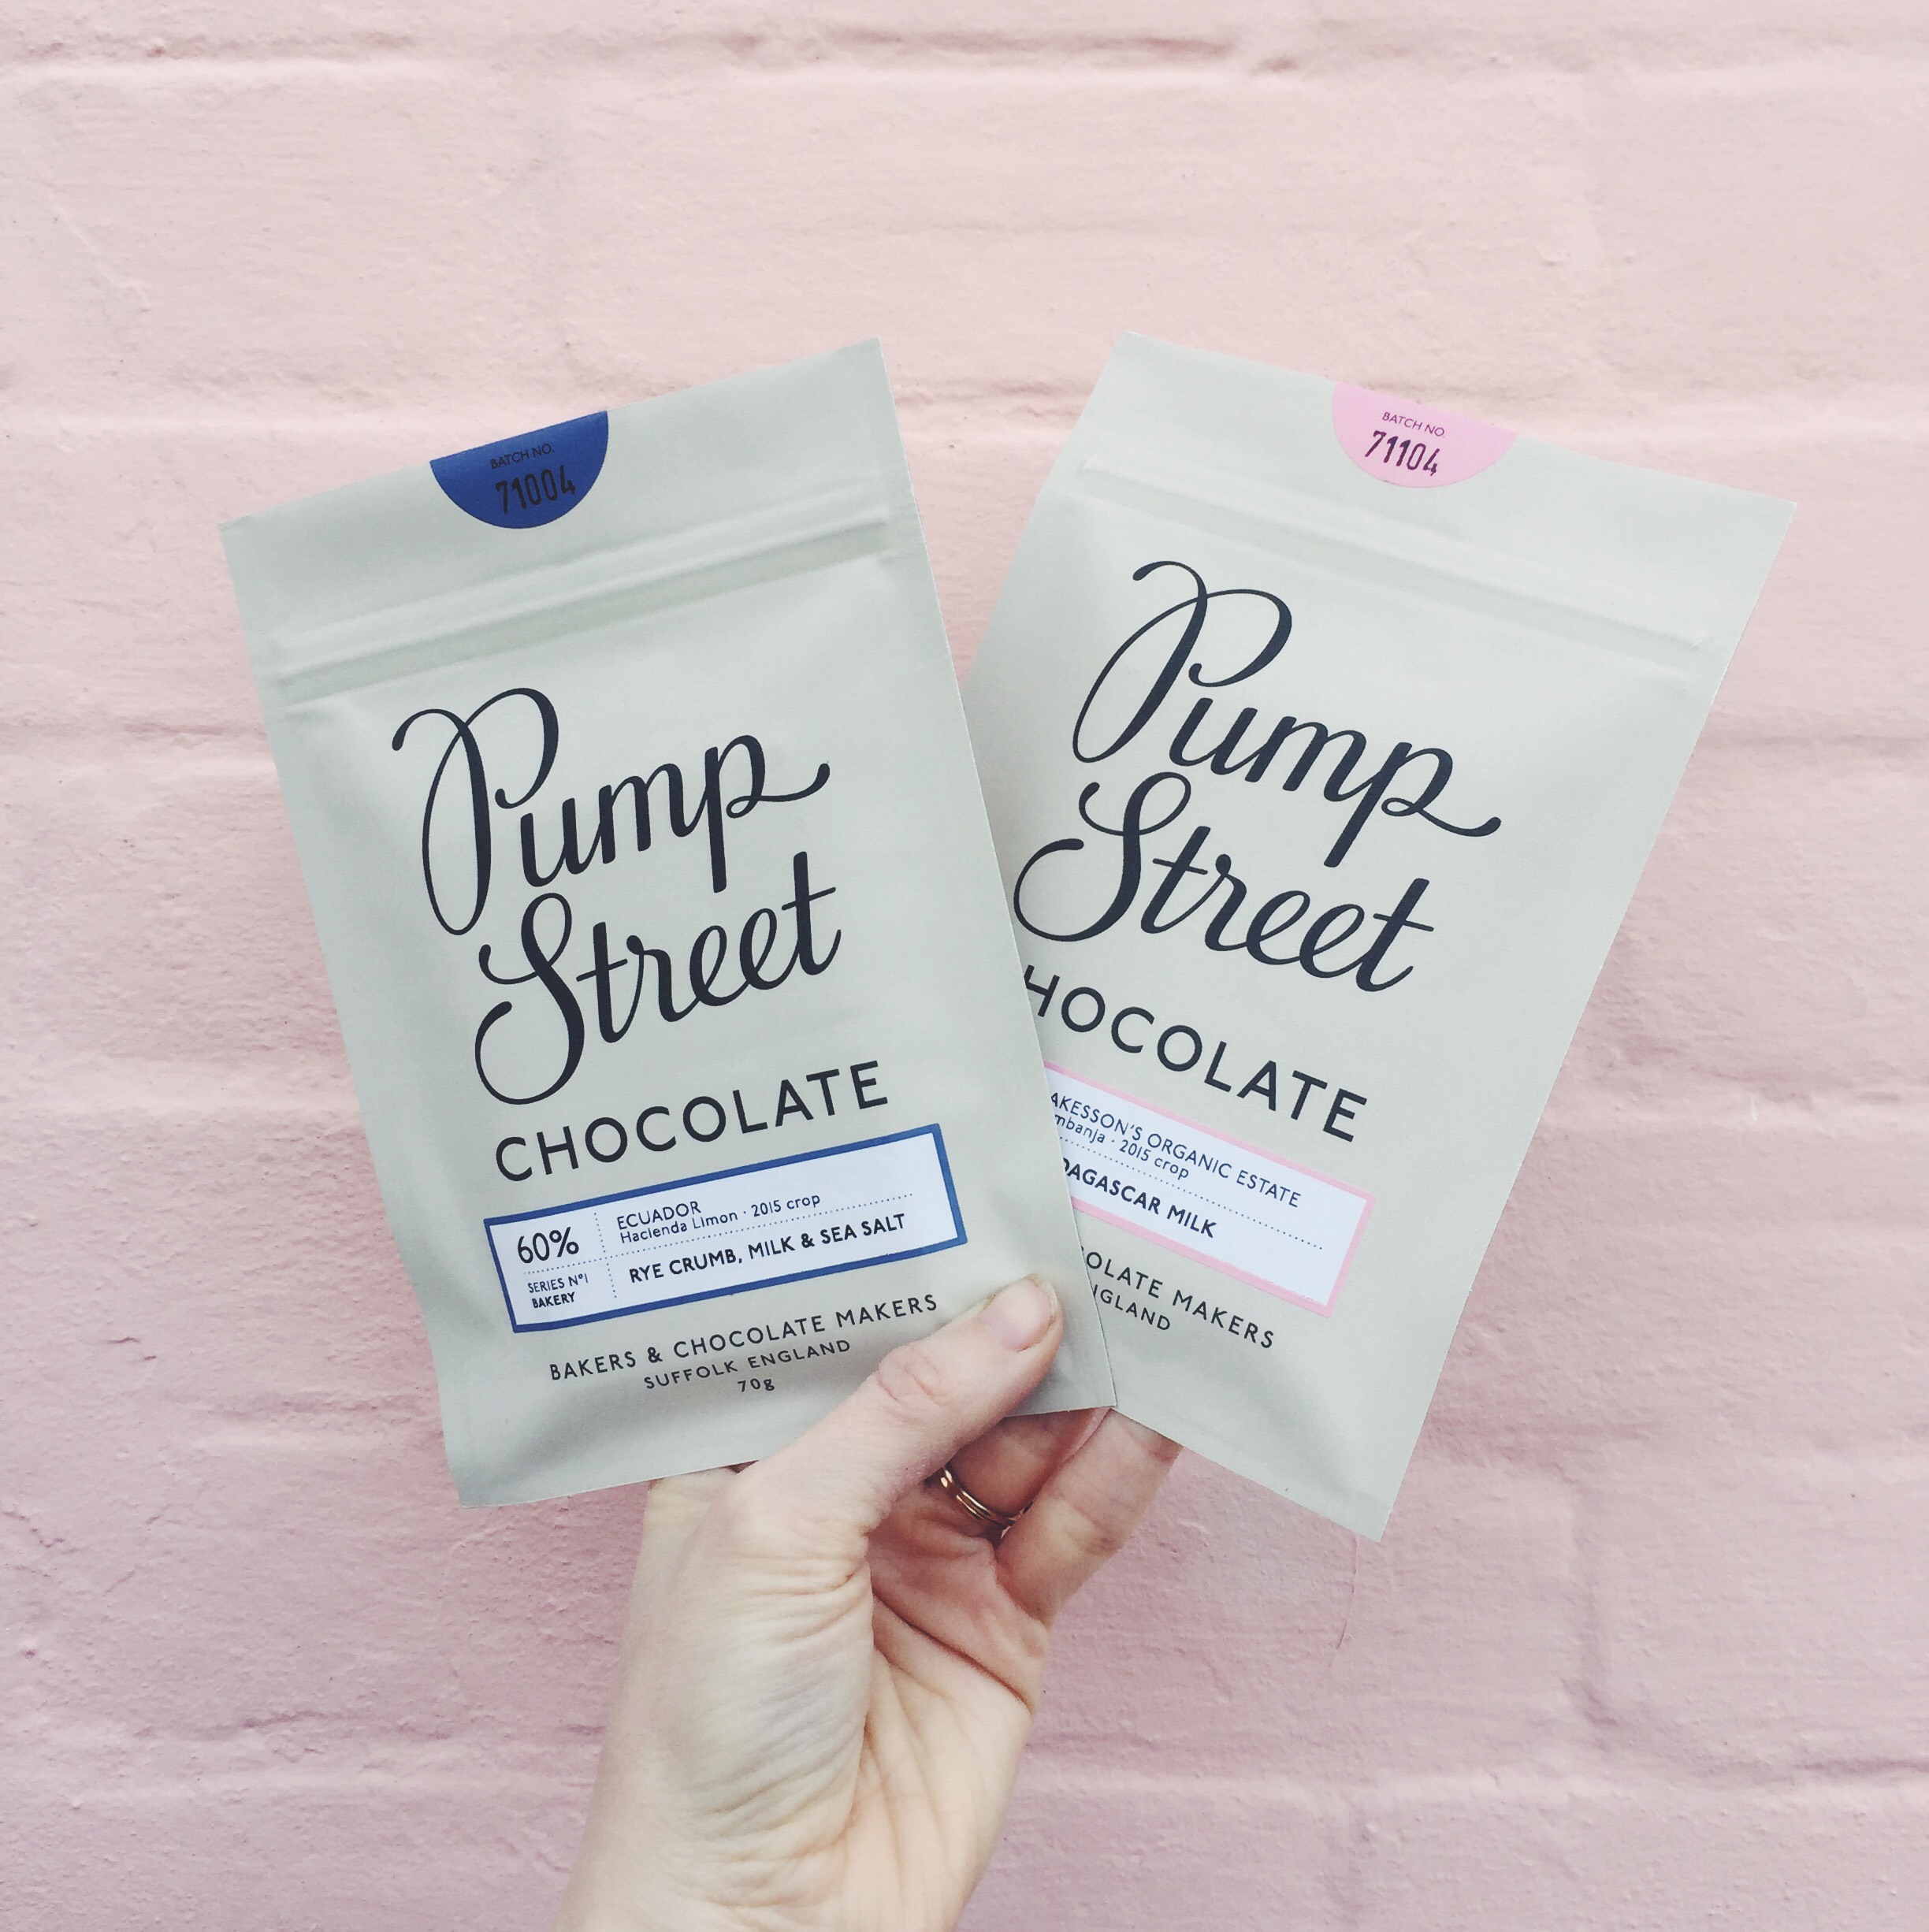 BATCH NO.
71004
Pump
Street
CHOCOLATE
60%
SERIES Nº1
BAKERY
ECUADOR
Hacienda Limon · 2015 crop
RYE CRUMB, MILK & SEA SALT
BAKERS & CHOCOLATE MAKERS
SUFFOLK ENGLAND
70g
BATCH NO.
71104
Pump
Street
HOCOLATE
AKESSON'S ORGANIC ESTATE
mbanja · 2015 crop
DAGASCAR MILK
OLATE MAKERS
NGLAND